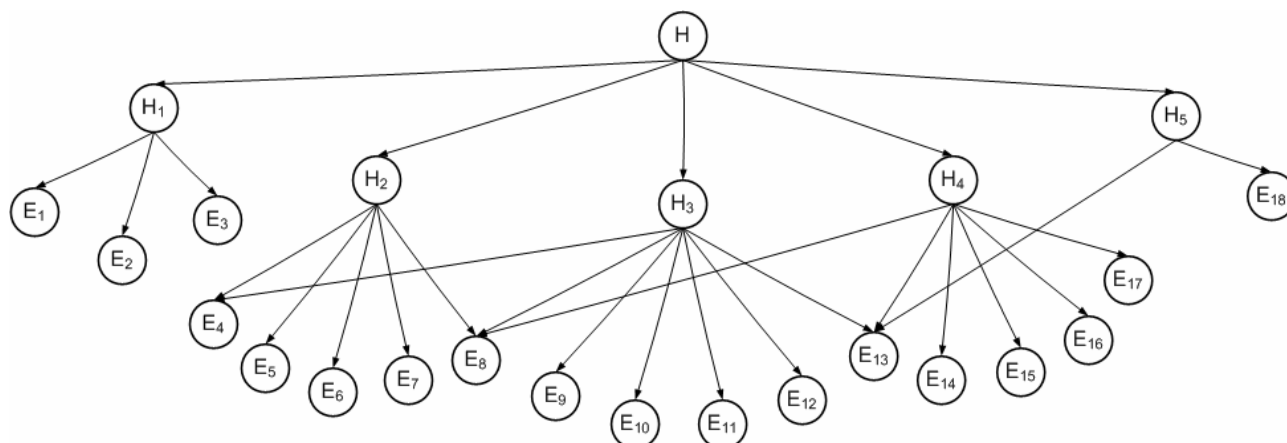 H
H₁
H₅
H₂
H₃
H₄
E₁
E₂
E₃
E₁₈
E₄
E₅
E₆
E₇
E₈
E₉
E₁₀
E₁₁
E₁₂
E₁₃
E₁₄
E₁₅
E₁₆
E₁₇